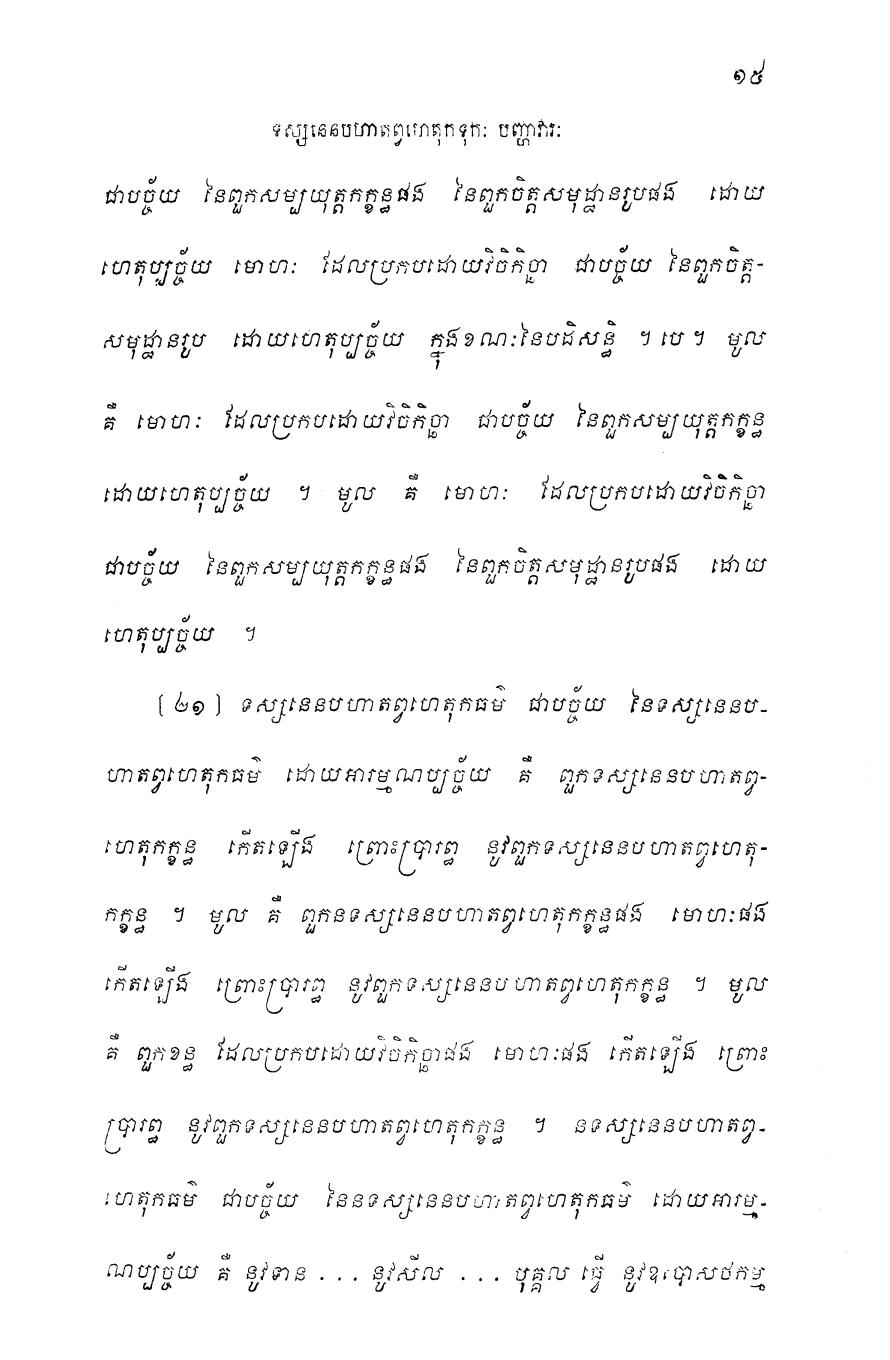 ១៥
ទស្សនេនបហាតព្វហេតុកទុកៈ បញ្ហាវារៈ
ជាបច្ច័យ នៃពួកសម្បយុត្តកក្ខន្ធផង នៃពួកចិត្តសមុដ្ឋានរូបផង ដោយ
ហេតុប្បច្ច័យ មោហៈ ដែលប្រកបដោយវិចិកិច្ឆា ជាបច្ច័យ នៃពួកចិត្ត-
សមុដ្ឋានរូប ដោយហេតុប្បច្ច័យ ក្នុងខណៈនៃបដិសន្ធិ ។ បេ ។ មូល
គឺ មោហៈ ដែលប្រកបដោយវិចិកិច្ឆា ជាបច្ច័យ នៃពួកសម្បយុត្តកក្ខន្ធ
ដោយហេតុប្បច្ច័យ ។ មូល គឺ មោហៈ ដែលប្រកបដោយវិចិកិច្ឆា
ជាបច្ច័យ នៃពួកសម្បយុត្តកក្ខន្ធផង នៃពួកចិត្តសមុដ្ឋានរូបផង ដោយ
ហេតុប្បច្ច័យ ។
[ ២១ ] ទស្សនេនបហាតព្វហេតុកធម៌ ជាបច្ច័យ នៃទស្សនេនប-
ហាតព្វហេតុកធម៌ ដោយអារម្មណប្បច្ច័យ គឺ ពួកទស្សនេនបហាតព្វ-
ហេតុកក្ខន្ធ កើតឡើង ព្រោះប្រារព្ធ នូវពួកទស្សនេនបហាតព្វហេតុ-
កក្ខន្ធ ។ មូល គឺ ពួកនទស្សនេនបហាតព្វហេតុកក្ខន្ធផង មោហៈផង
កើតឡើង ព្រោះប្រារព្ធ នូវពួកទស្សនេនបហាតព្វហេតុកក្ខន្ធ ។ មូល
គឺ ពួកខន្ធ ដែលប្រកបដោយវិចិកិច្ឆាផង មោហៈផង កើតឡើង ព្រោះ
ប្រារព្ធ នូវពួកទស្សនេនបហាតព្វហេតុកក្ខន្ធ ។ នទស្សនេនបហាតព្វ-
ហេតុកធម៌ ជាបច្ច័យ នៃនទស្សនេនបហាតព្វហេតុកធម៌ ដោយអារម្ម-
ណប្បច្ច័យ គឺ នូវទាន ... នូវសីល ... បុគ្គល ធ្វើ នូវឧបោសថកម្ម